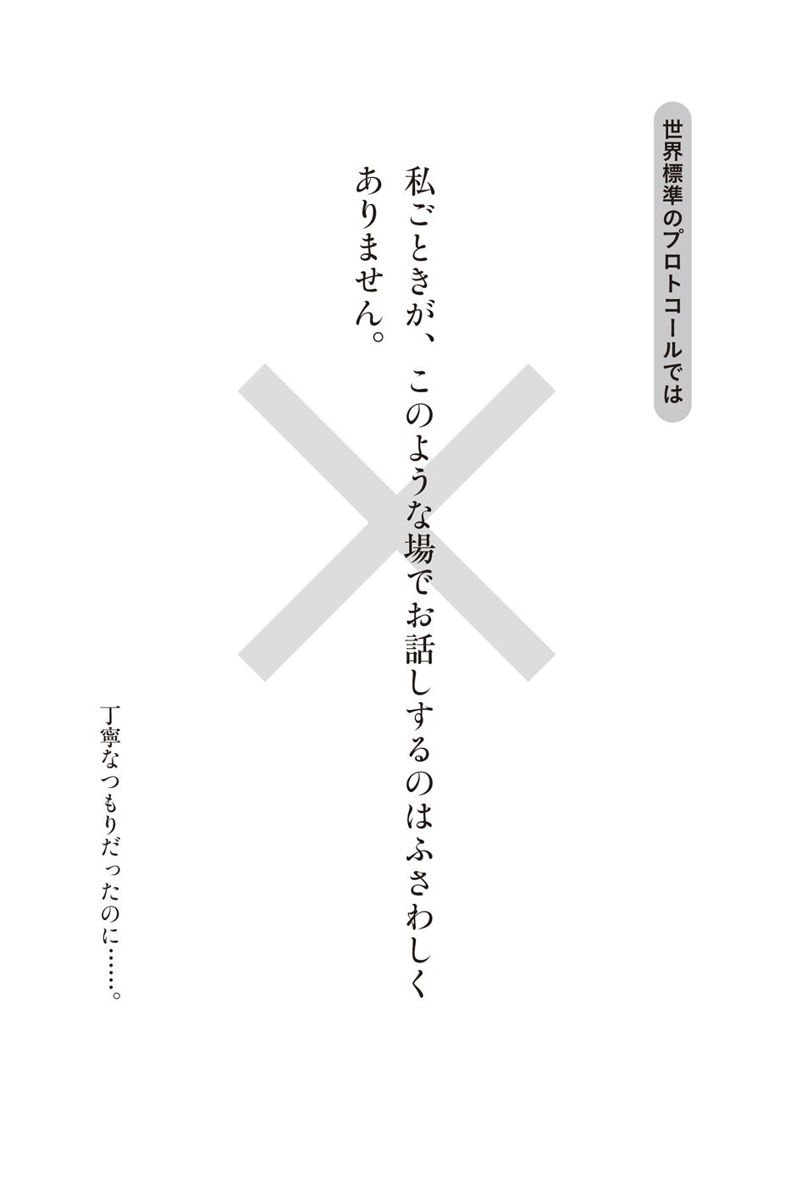 世界標準のプロトコールでは
私ごときが、このような場でお話しするのはふさわしく
ありません。
丁寧なつもりだったのに……。